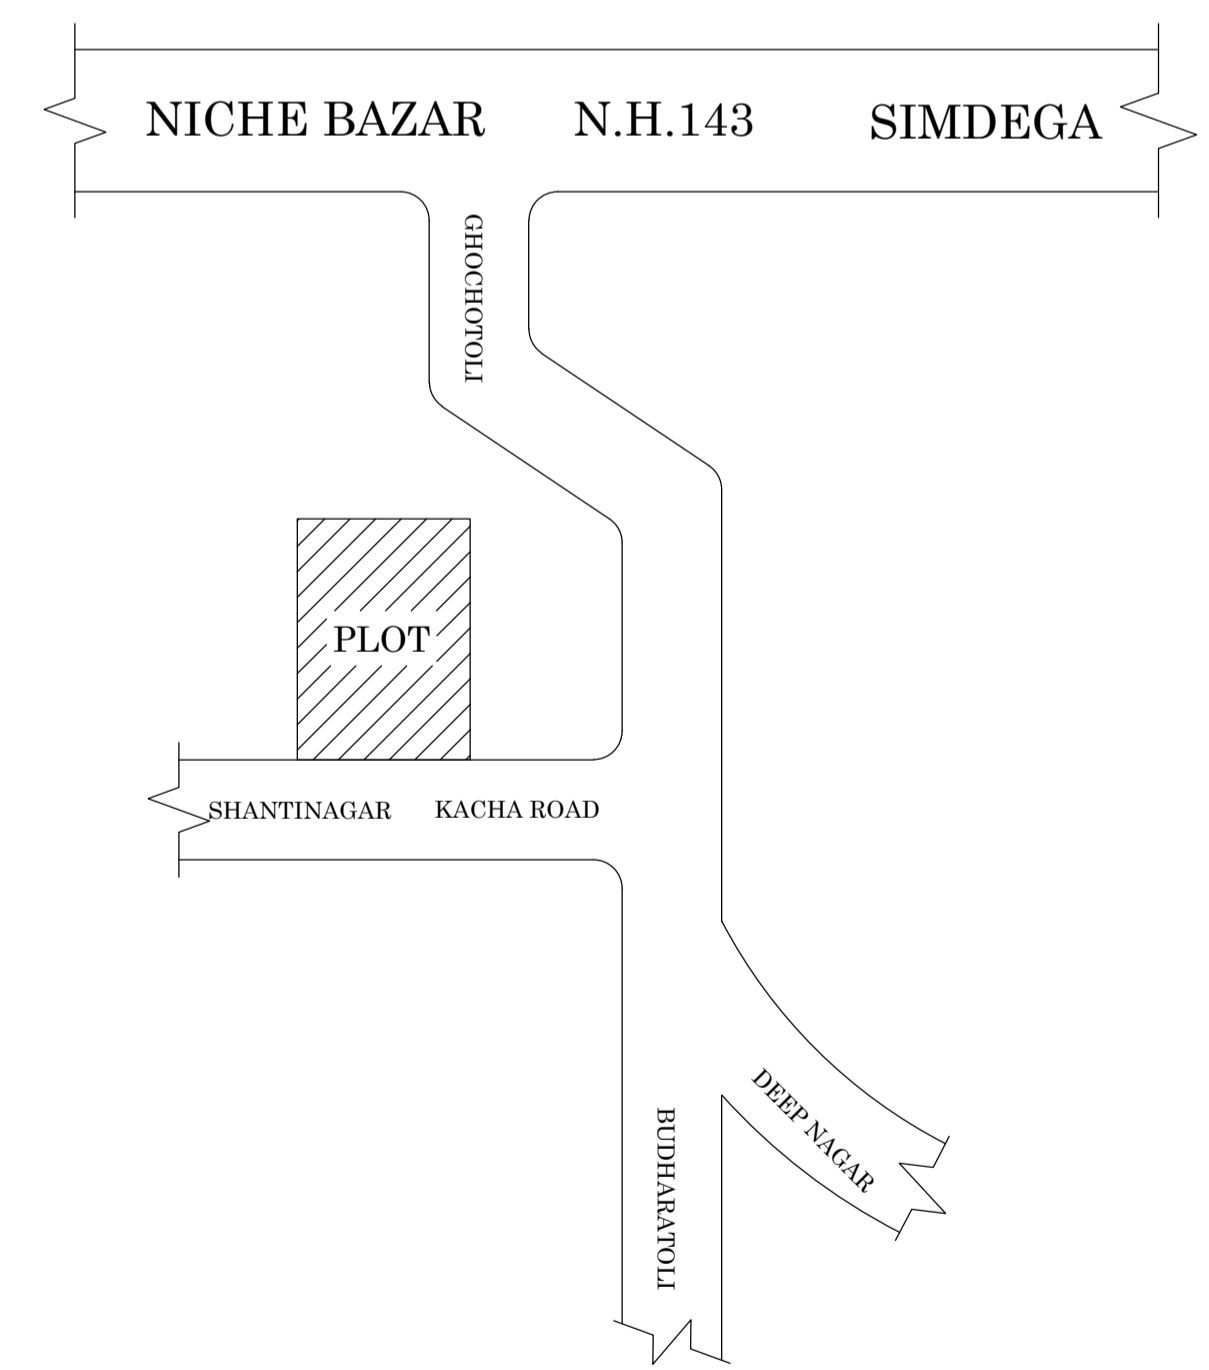 NICHE BAZAR N.H.143 SIMDEGA
GHOCHOTOLI
PLOT
SHANTINAGAR KACHA ROAD
DEEP NAGAR
BUDHARATOLI